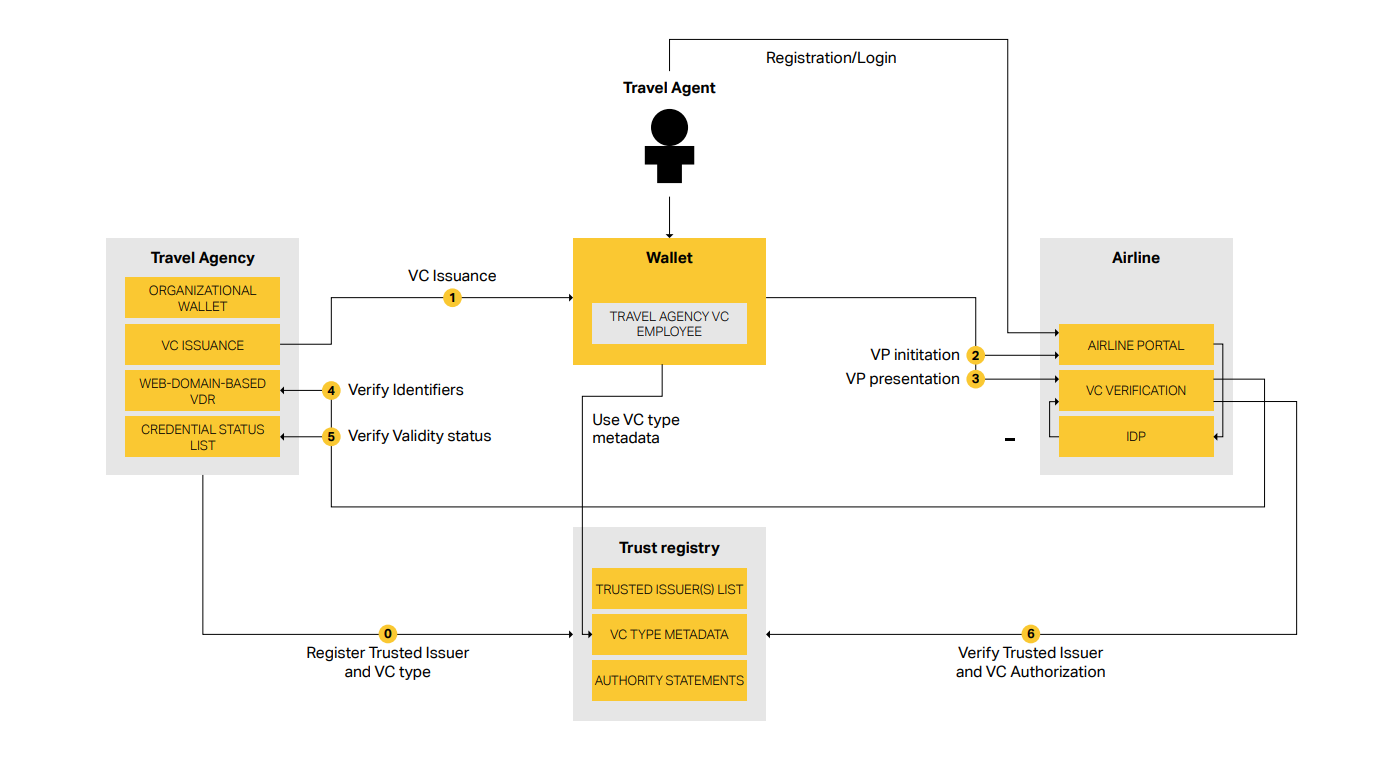 Registration/Login
Travel Agent
Travel Agency
ORGANIZATIONAL
WALLET
VC ISSUANCE
WEB-DOMAIN-BASED
VDR
CREDENTIAL STATUS
LIST
VC Issuance
1
Wallet
TRAVEL AGENCY VC
EMPLOYEE
Airline
AIRLINE PORTAL
VC VERIFICATION
IDP
VP inititation 2
VP presentation 3
4 Verify Identifiers
5 Verify Validity status
Use VC type
metadata
–
Trust registry
TRUSTED ISSUER(S) LIST
VC TYPE METADATA
AUTHORITY STATEMENTS
0
Register Trusted Issuer
and VC type
6
Verify Trusted Issuer
and VC Authorization